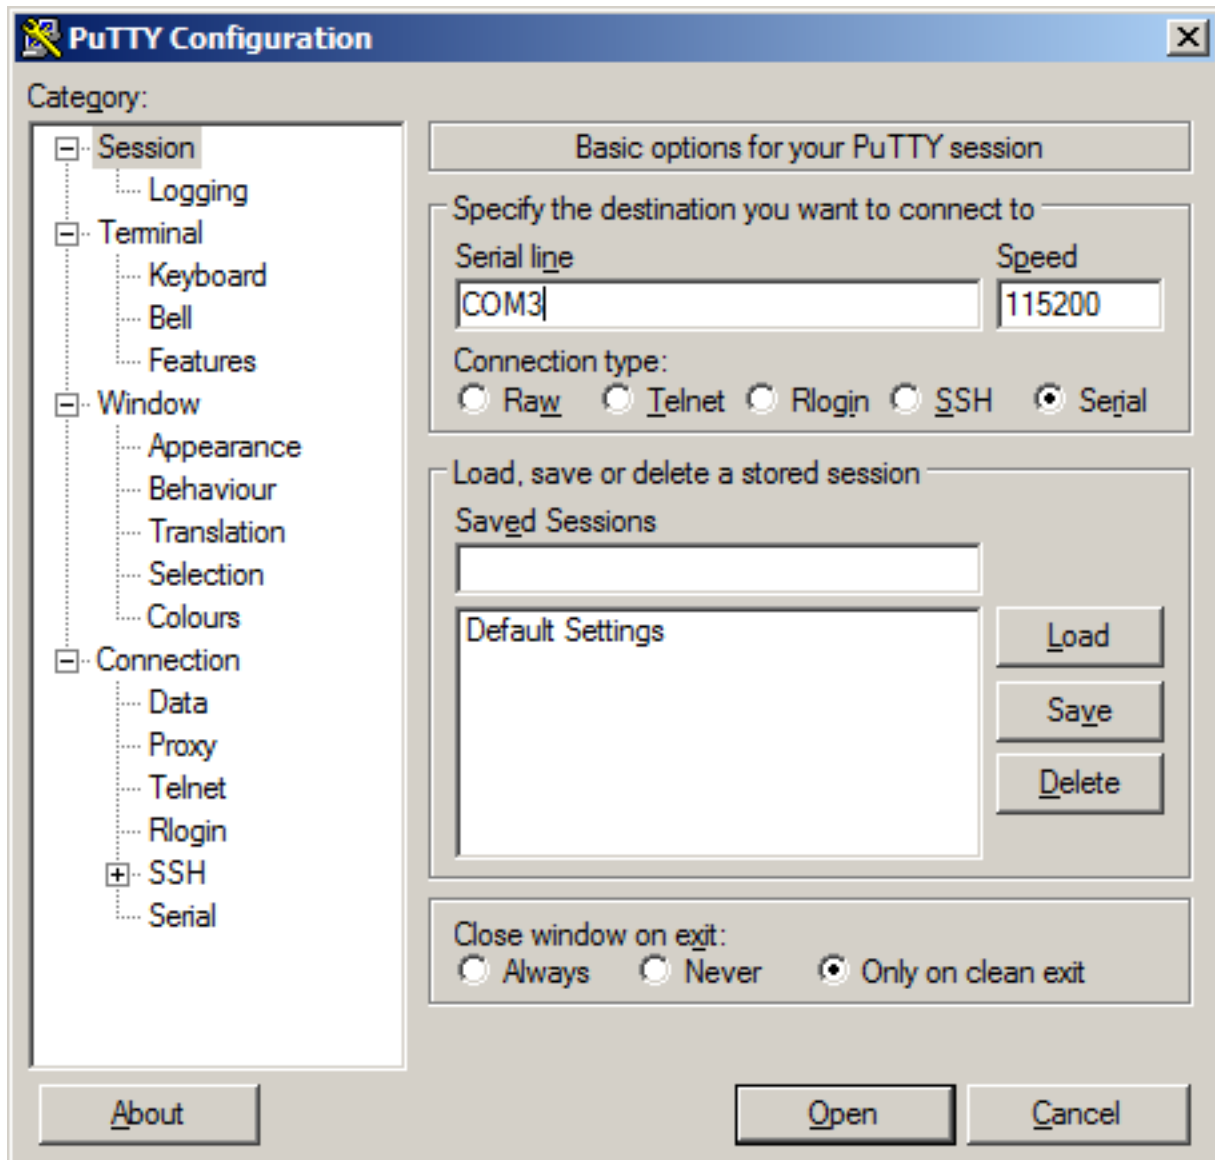 PuTTY Configuration
Category:
Session
Logging
Terminal
Keyboard
Bell
Features
Window
Appearance
Behaviour
Translation
Selection
Colours
Connection
Data
Proxy
Telnet
Rlogin
SSH
Serial
Basic options for your PuTTY session
Specify the destination you want to connect to
Serial line Speed
COM3 115200
Connection type:
Raw Telnet Rlogin SSH Serial
Load, save or delete a stored session
Saved Sessions
Default Settings
Load
Save
Delete
Close window on exit:
Always Never Only on clean exit
About Open Cancel